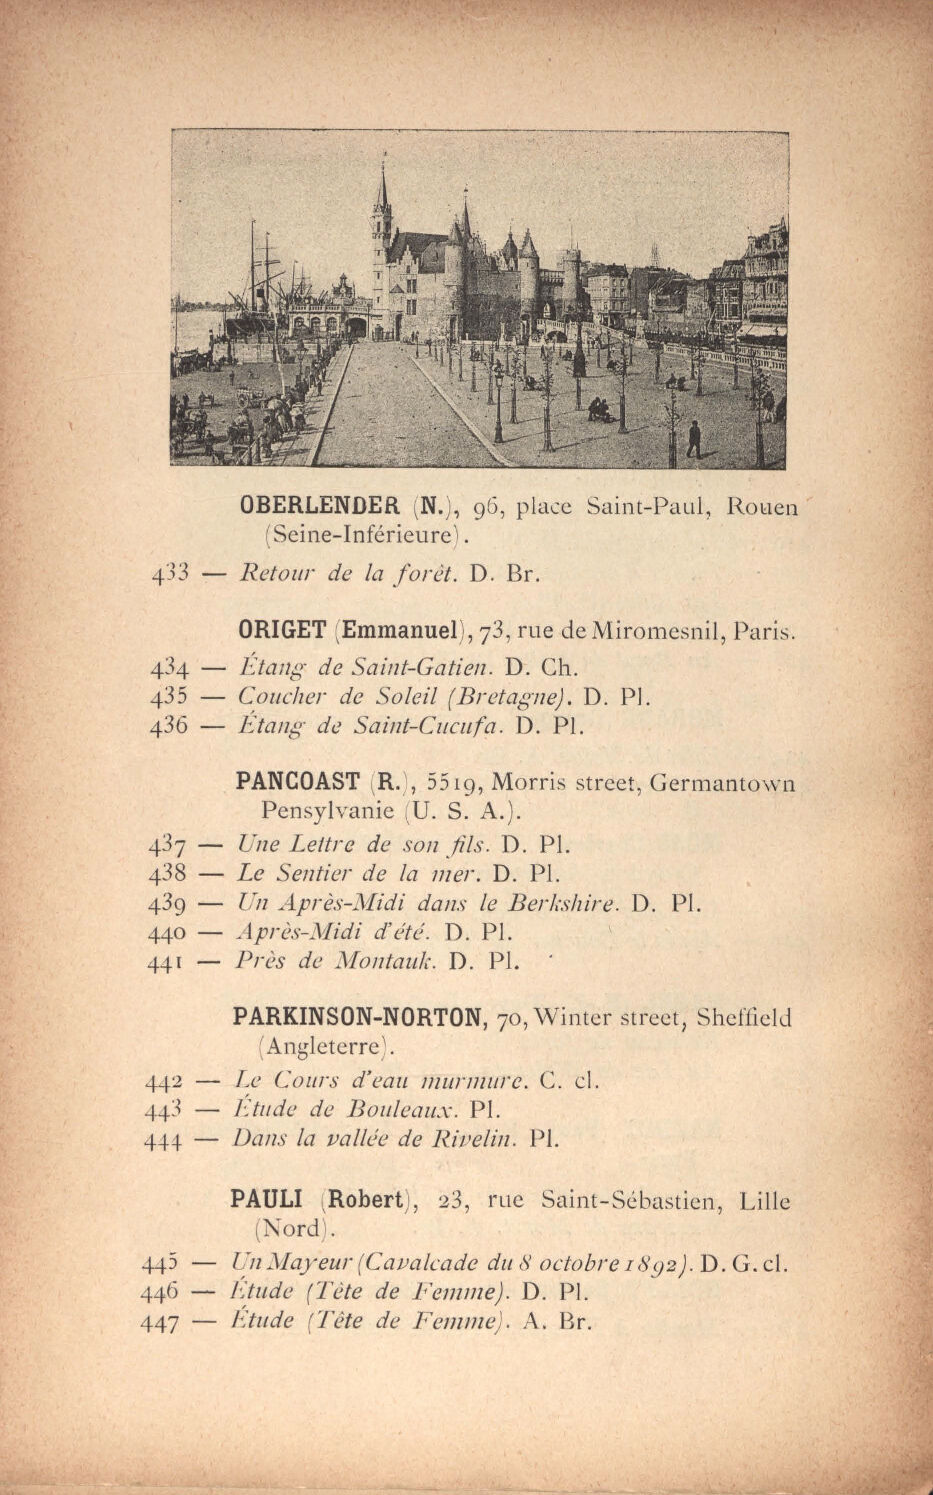 OBERLENDER (N.), 96, place Saint-Paul, Rouen
(Seine-Inférieure).
433 — Retour de la forêt. D. Br.
ORIGET (Emmanuel), 73, rue de Miromesnil, Paris.
434 — Étang de Saint-Gatien. D. Ch.
435 — Coucher de Soleil (Bretagne). D. Pl.
436 — Étang de Saint-Cucufa. D. Pl.
PANCOAST (R.), 5519, Morris street, Germantown
Pensylvanie (U. S. A.).
437 — Une Lettre de son fils. D. Pl.
438 — Le Sentier de la mer. D. Pl.
439 — Un Après-Midi dans le Berkshire. D. Pl.
440 — Après-Midi d'été. D. Pl.
441 — Près de Montauk. D. Pl.
PARKINSON-NORTON, 70, Winter street, Sheffield
(Angleterre).
442 — Le Cours d'eau murmure. C. cl.
443 — Étude de Bouleaux. Pl.
444 — Dans la vallée de Rivelin. Pl.
PAULI (Robert), 23, rue Saint-Sébastien, Lille
(Nord).
445 — Un Mayeur (Cavalcade du 8 octobre 1892). D. G. cl.
446 — Étude (Tête de Femme). D. Pl.
447 — Étude (Tête de Femme). A. Br.